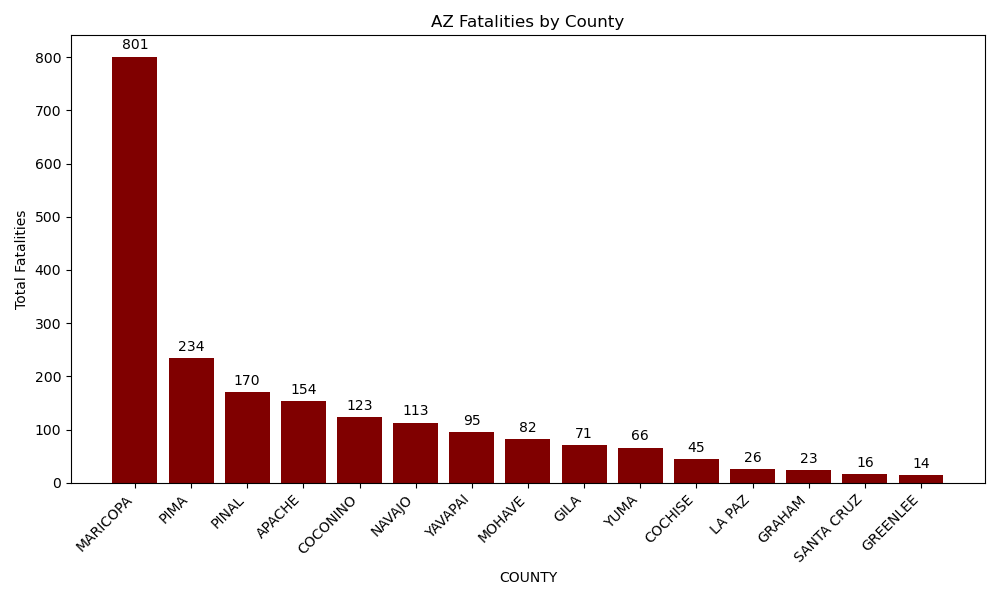 AZ Fatalities by County
Total Fatalities
800
700
600
500
400
300
200
100
0
801
234
170
154
123
113
95
82
71
66
45
26
23
16
14
MARICOPA
PIMA
PINAL
APACHE
COCONINO
NAVAJO
YAVAPAI
MOHAVE
GILA
YUMA
COCHISE
LA PAZ
GRAHAM
SANTA CRUZ
GREENLEE
COUNTY